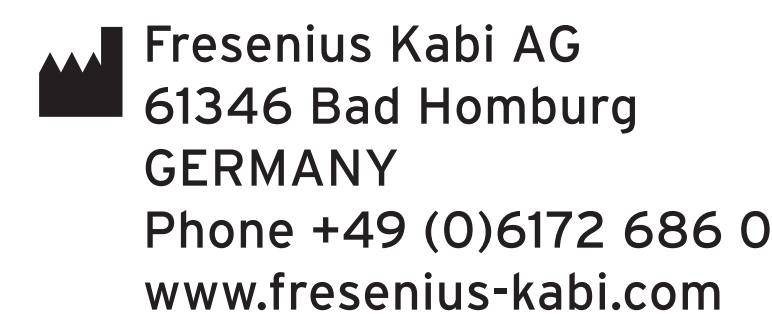 Fresenius Kabi AG
61346 Bad Homburg
GERMANY
Phone +49 (0)6172 686 0
www.fresenius-kabi.com